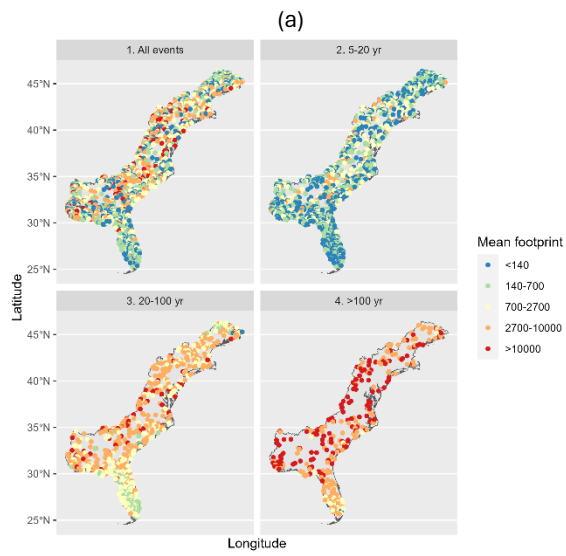 (a)
1. All events
2. 5-20 yr
45°N
40°N
35°N
30°N
25°N
3. 20-100 yr
4. >100 yr
45°N
40°N
35°N
30°N
25°N
Latitude
Longitude
Mean footprint
<140
140-700
700-2700
2700-10000
>10000